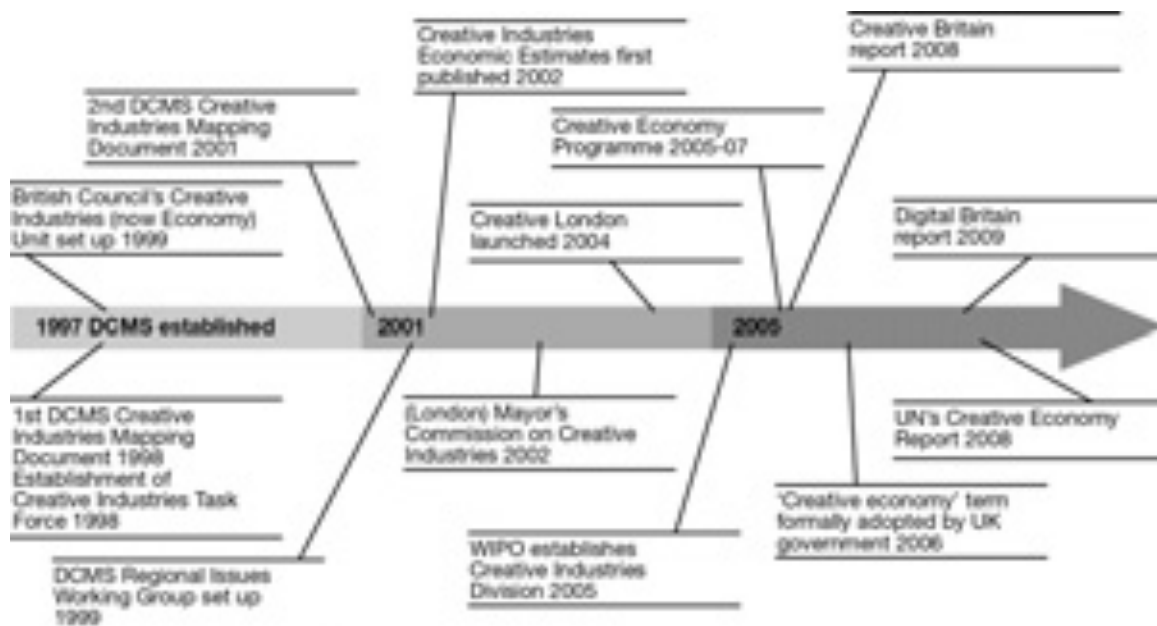 Creative Industries
Economic Estimates first
published 2002
Creative Britain
report 2008
2nd DCMS Creative
Industries Mapping
Document 2001
Creative Economy
Programme 2005-07
British Council's Creative
Industries (now Economy)
Unit set up 1999
Creative London
launched 2004
Digital Britain
report 2009
1997 DCMS established
2001
2005
1st DCMS Creative
Industries Mapping
Document 1998
Establishment of
Creative Industries Task
Force 1998
(London) Mayor's
Commission on Creative
Industries 2002
UN's Creative Economy
Report 2008
'Creative economy' term
formally adopted by UK
government 2006
DCMS Regional Issues
Working Group set up
1999
WIPO establishes
Creative Industries
Division 2005